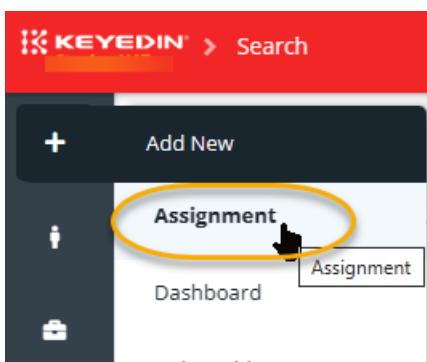 KEYEDIN > Search
Add New
Assignment
Assignment
Dashboard